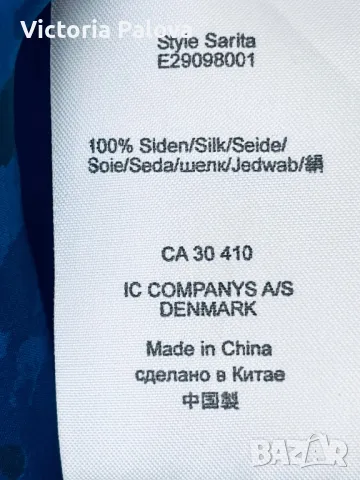 Victoria Palova
Style Sarita
E29098001
100% Siden/Silk/Seide/
Soie/Seda/шелк/Jedwab/絹
CA 30 410
IC COMPANYS A/S
DENMARK
Made in China
сделано в Китае
中国製
BAZAR